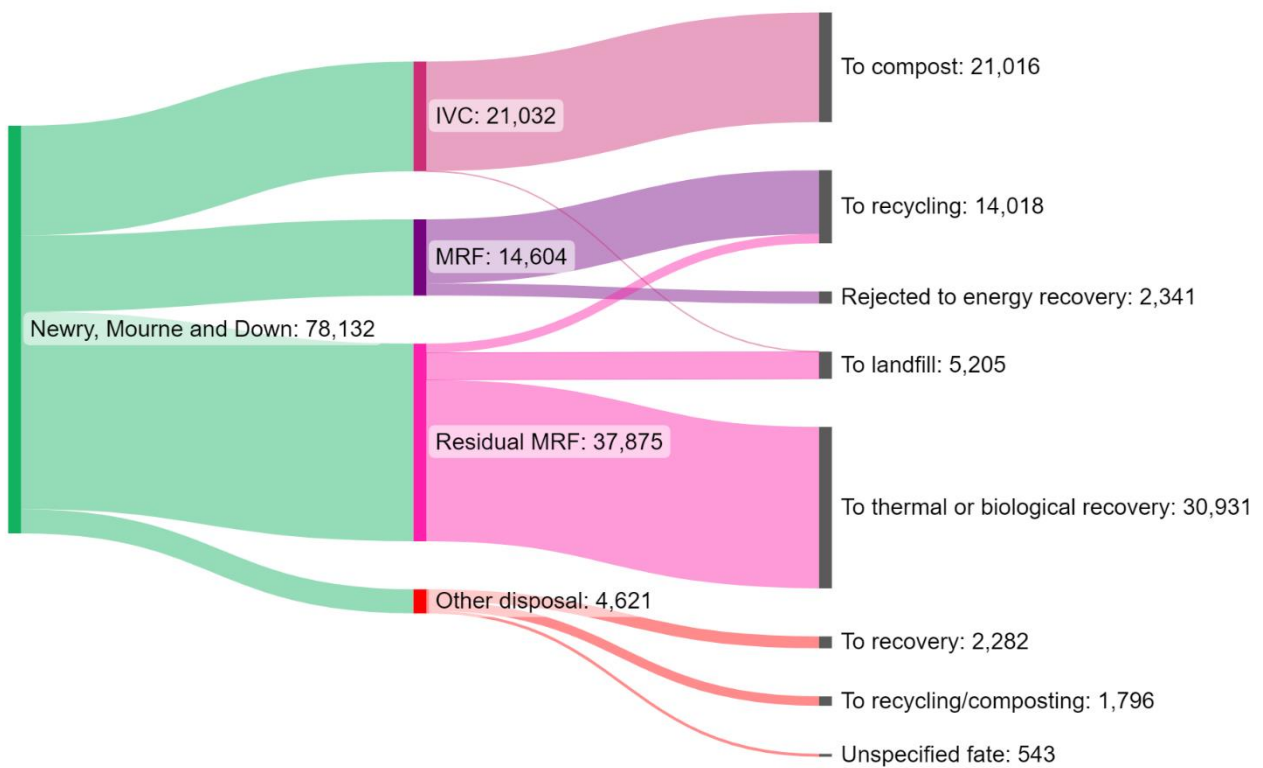 Newry, Mourne and Down: 78,132
IVC: 21,032
MRF: 14,604
Residual MRF: 37,875
Other disposal: 4,621
To compost: 21,016
To recycling: 14,018
Rejected to energy recovery: 2,341
To landfill: 5,205
To thermal or biological recovery: 30,931
To recovery: 2,282
To recycling/composting: 1,796
Unspecified fate: 543